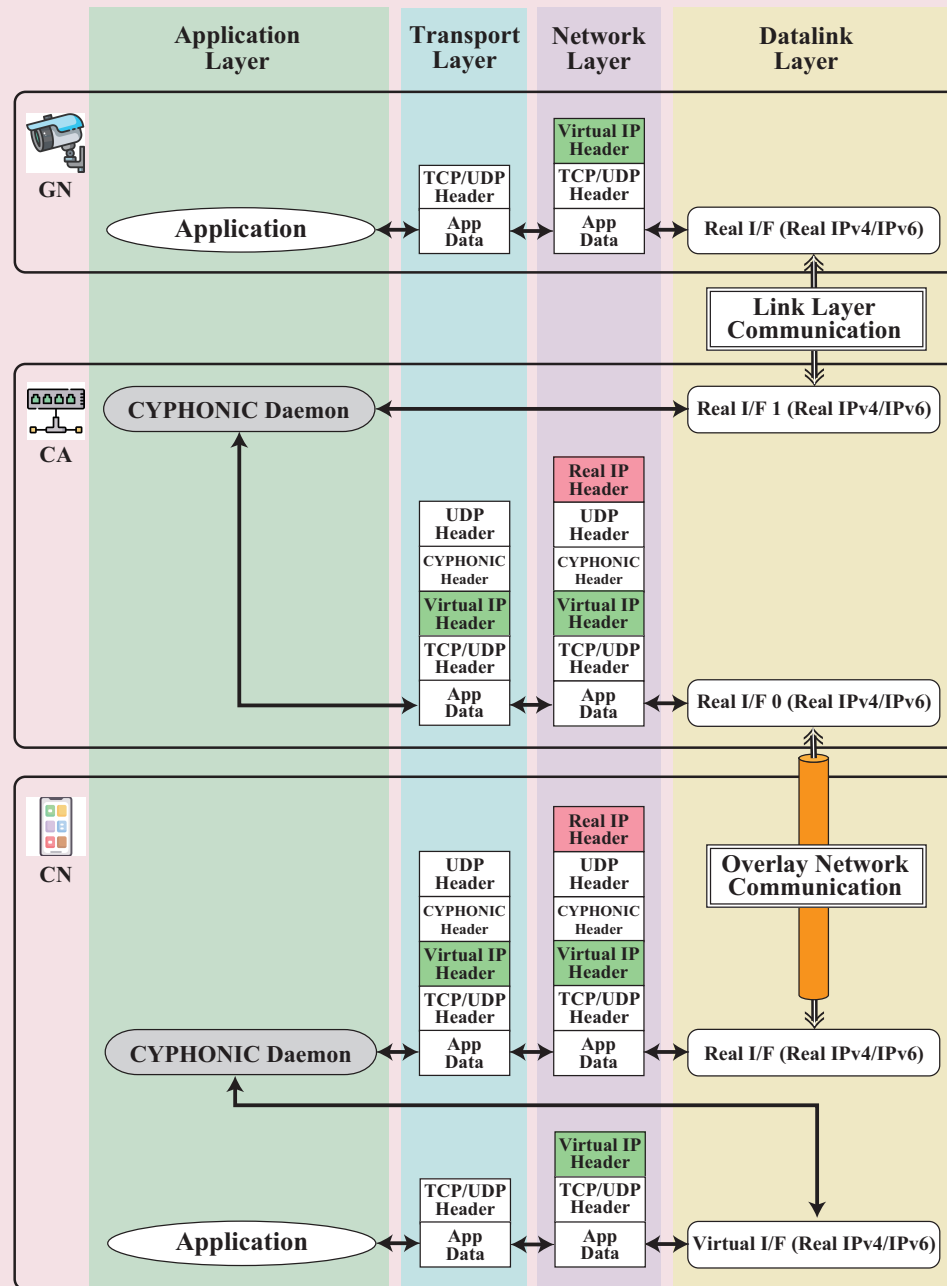 Application
Layer
Transport
Layer
Network
Layer
Datalink
Layer
GN
Virtual IP
Header
TCP/UDP
Header
TCP/UDP
Header
Application
App
Data
App
Data
Real I/F (Real IPv4/IPv6)
Link Layer
Communication
CA
CYPHONIC Daemon
Real I/F 1 (Real IPv4/IPv6)
Real IP
Header
UDP
Header
UDP
Header
CYPHONIC
Header
CYPHONIC
Header
Virtual IP
Header
Virtual IP
Header
TCP/UDP
Header
TCP/UDP
Header
App
Data
App
Data
Real I/F 0 (Real IPv4/IPv6)
CN
Real IP
Header
UDP
Header
UDP
Header
Overlay Network
Communication
CYPHONIC
Header
CYPHONIC
Header
Virtual IP
Header
Virtual IP
Header
TCP/UDP
Header
TCP/UDP
Header
CYPHONIC Daemon
App
Data
App
Data
Real I/F (Real IPv4/IPv6)
Virtual IP
Header
TCP/UDP
Header
TCP/UDP
Header
Application
App
Data
App
Data
Virtual I/F (Real IPv4/IPv6)